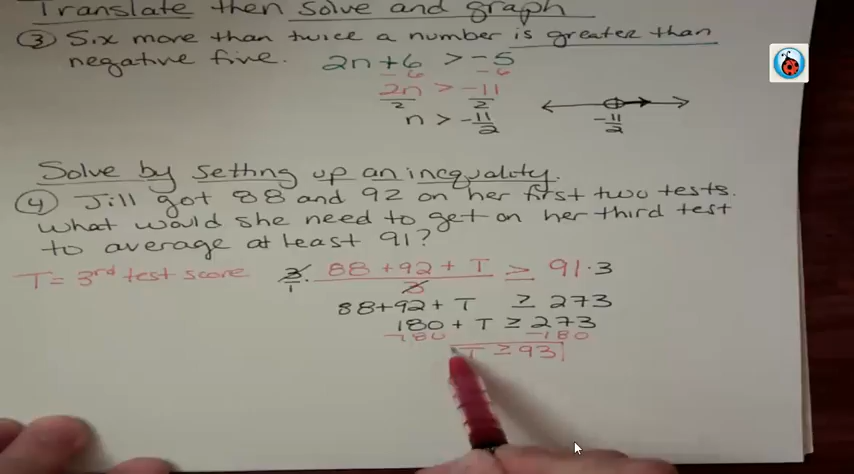 Translate then solve and graph
③ Six more than twice a number is greater than
negative five. 2n+6 > -5
-6 -6
2n/2 > -11/2
n > -11/2
-11/2
Solve by setting up an inequality.
④ Jill got 88 and 92 on her first two tests.
What would she need to get on her third test
to average at least 91?
T = 3rd test score 3/1 · (88 + 92 + T)/3 ≥ 91·3
88+92+T ≥ 273
180 + T ≥ 273
-180 -180
T ≥ 93